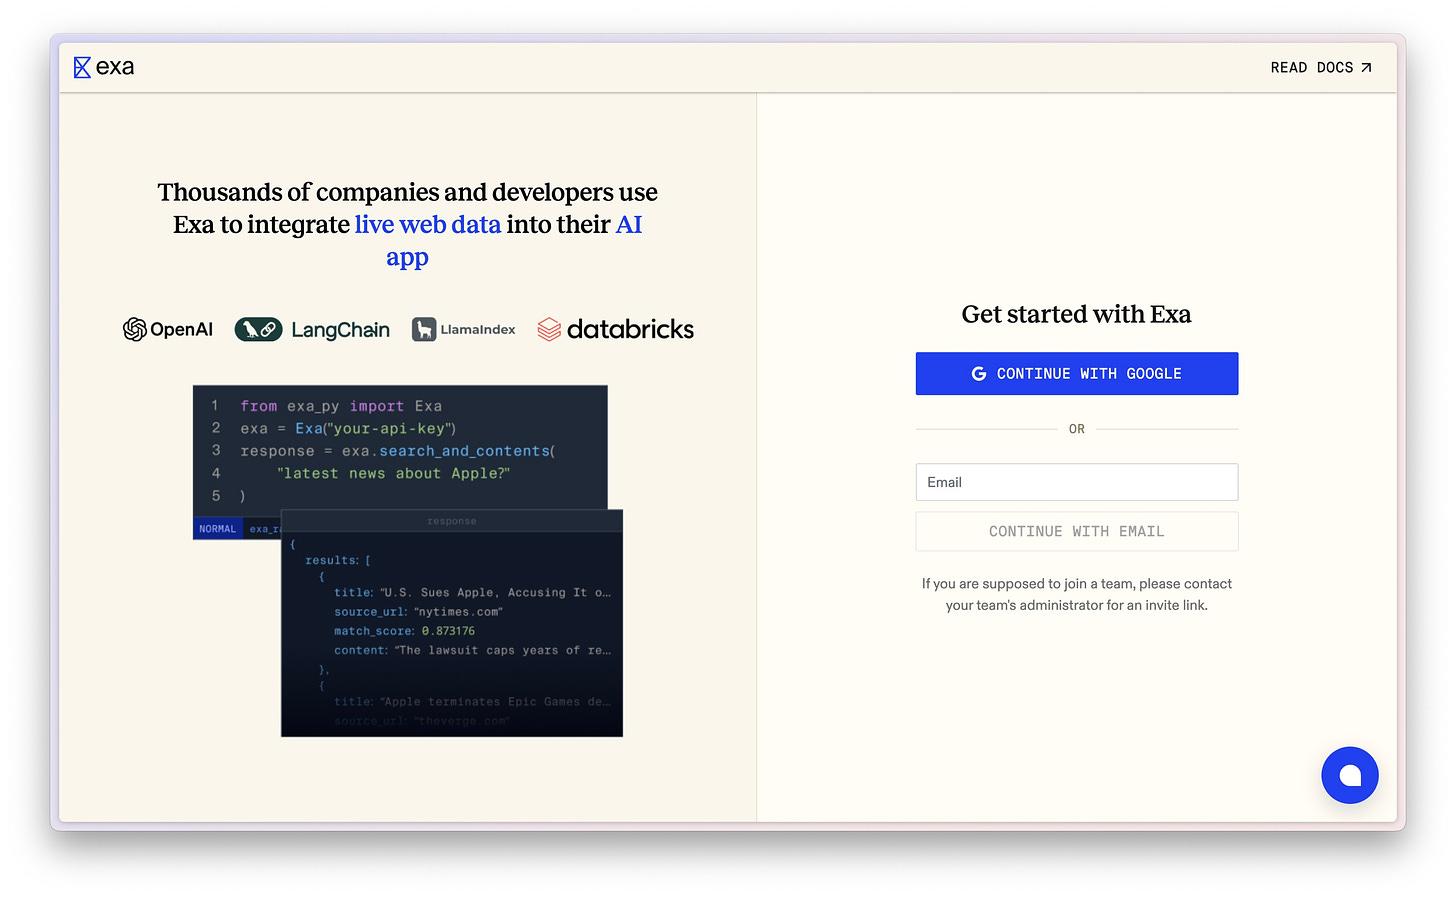 exa
READ DOCS
Thousands of companies and developers use
Exa to integrate live web data into their AI
app
OpenAI LangChain LlamaIndex databricks
1 from exa_py import Exa
2 exa = Exa("your-api-key")
3 response = exa.search_and_contents(
4 "latest news about Apple?"
5 )
NORMAL
response
{
results: [
{
title: "U.S. Sues Apple, Accusing It o...
source_url: "nytimes.com"
match_score: 0.873176
content: "The lawsuit caps years of re...
},
{
title: "Apple terminates Epic Games de...
source_url: "theverge.com"
Get started with Exa
CONTINUE WITH GOOGLE
OR
Email
CONTINUE WITH EMAIL
If you are supposed to join a team, please contact
your team's administrator for an invite link.